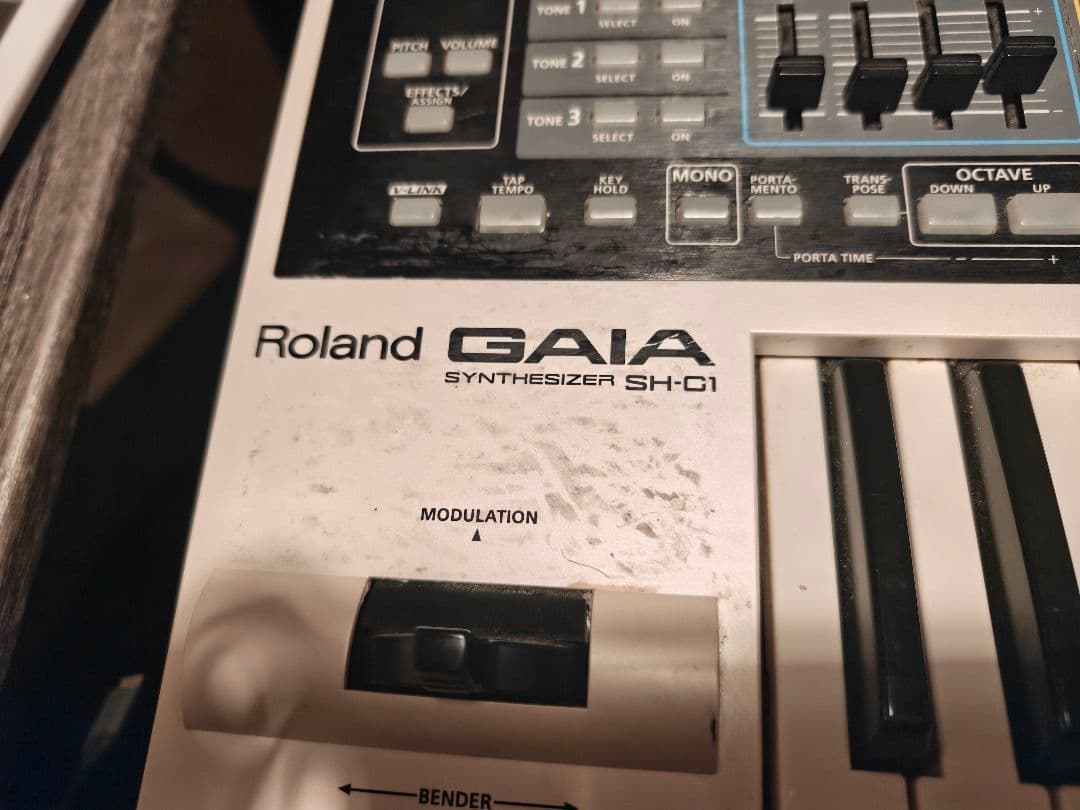 TONE 1
SELECT
ON
PITCH
VOLUME
EFFECTS/
ASSIGN
TONE 2
SELECT
ON
TONE 3
SELECT
ON
V-LINK
TAP
TEMPO
KEY
HOLD
MONO
PORTA-
MENTO
TRANS-
POSE
OCTAVE
DOWN
UP
- PORTA TIME +
Roland GAIA
SYNTHESIZER SH-01
MODULATION
BENDER